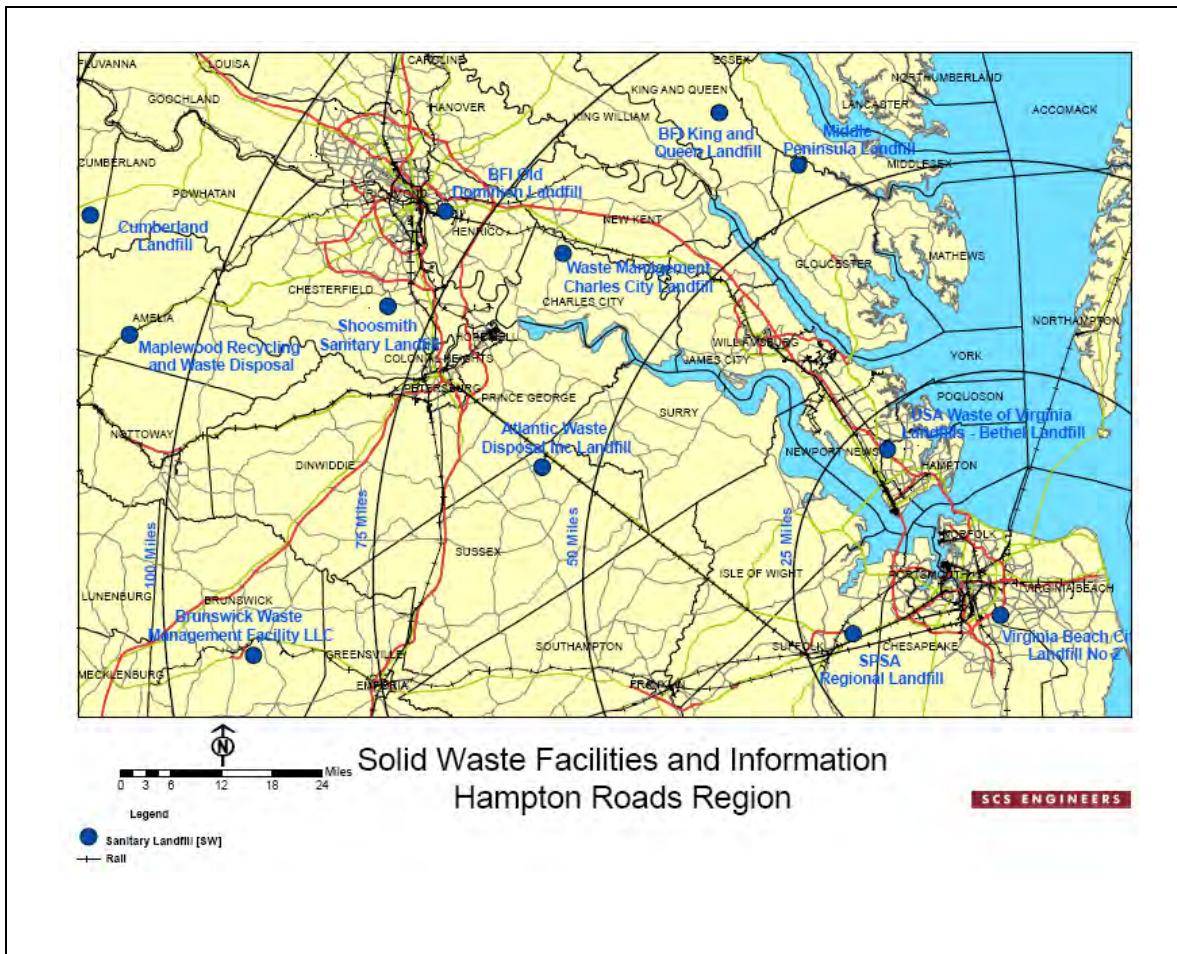 FLUVANNA
LOUISA
CAROLINE
ESSEX
NORTHUMBERLAND
GOOCHLAND
HANOVER
KING AND QUEEN
LANCASTER
ACCOMACK
KING WILLIAM
BFI King and
Queen Landfill
Middle
Peninsula Landfill
MIDDLESEX
CUMBERLAND
POWHATAN
BFI Old
Dominion Landfill
NEW KENT
HENRICO
Cumberland
Landfill
Waste Management
Charles City Landfill
GLOUCESTER
MATHEWS
CHESTERFIELD
CHARLES CITY
AMELIA
Shoosmith
Sanitary Landfill
HOPEWELL
NORTHAMPTON
Maplewood Recycling
and Waste Disposal
COLONIAL HEIGHTS
WILLIAMSBURG
JAMES CITY
YORK
PETERSBURG
PRINCE GEORGE
SURRY
POQUOSON
USA Waste of Virginia
Landfills - Bethel Landfill
NOTTOWAY
Atlantic Waste
Disposal Inc Landfill
DINWIDDIE
NEWPORT NEWS
HAMPTON
100 Miles
75 Miles
50 Miles
25 Miles
SUSSEX
NORFOLK
ISLE OF WIGHT
LUNENBURG
BRUNSWICK
VIRGINIA BEACH
Brunswick Waste
Management Facility LLC
GREENSVILLE
SOUTHAMPTON
SUFFOLK
CHESAPEAKE
Virginia Beach Cit
Landfill No 2
SPSA
Regional Landfill
MECKLENBURG
EMPORIA
FRANKLIN
N
Miles
0 3 6 12 18 24
Solid Waste Facilities and Information
Hampton Roads Region
SCS ENGINEERS
Legend
Sanitary Landfill [SW]
Rail